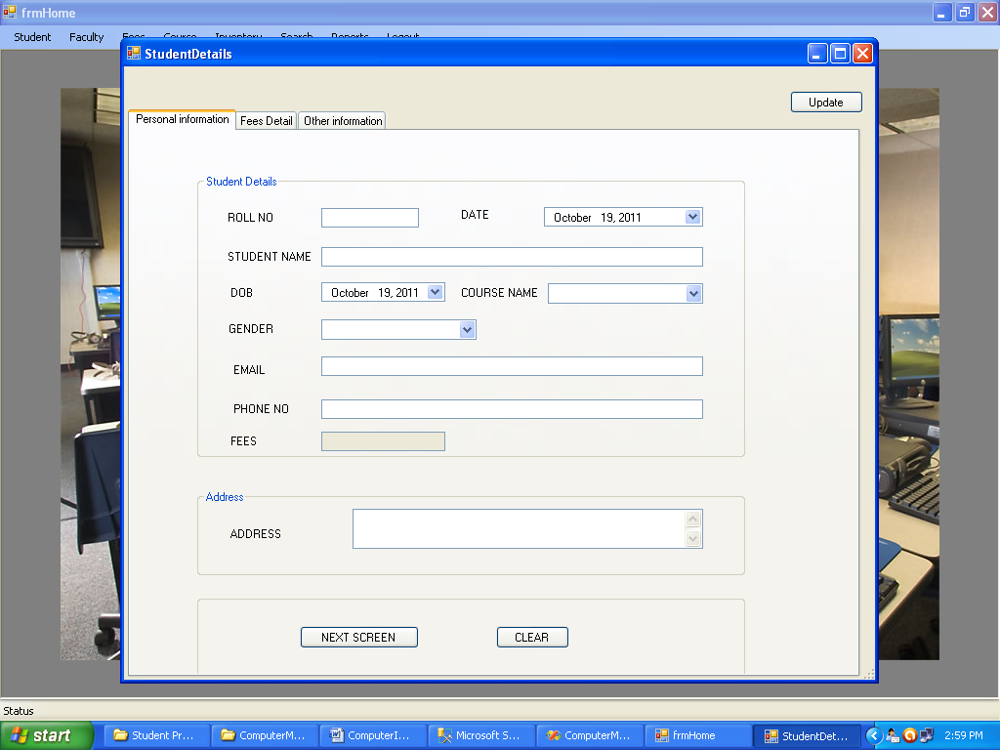 frmHome
Student Faculty Fees Course Inventory Search Reports Logout
StudentDetails
Update
Personal information Fees Detail Other information
Student Details
ROLL NO DATE October 19, 2011
STUDENT NAME
DOB October 19, 2011 COURSE NAME
GENDER
EMAIL
PHONE NO
FEES
Address
ADDRESS
NEXT SCREEN CLEAR
Status
start Student Pr... ComputerM... ComputerI... Microsoft S... ComputerM... frmHome StudentDet... 2:59 PM